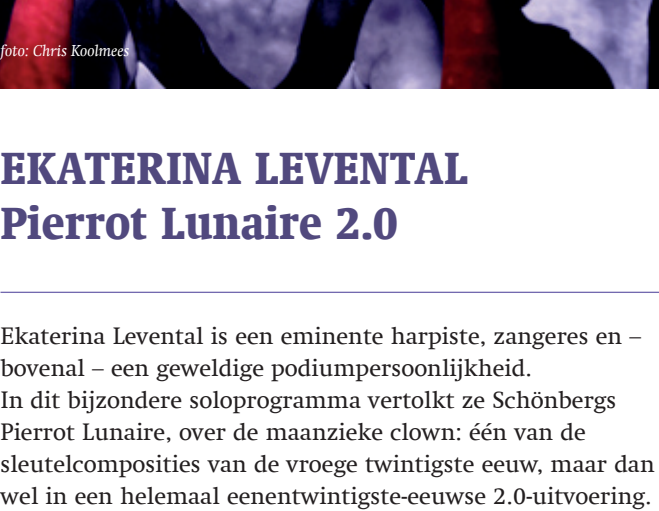 foto: Chris Koolmees
EKATERINA LEVENTAL
Pierrot Lunaire 2.0
Ekaterina Levental is een eminente harpiste, zangeres en –
bovenal – een geweldige podiumpersoonlijkheid.
In dit bijzondere soloprogramma vertolkt ze Schönbergs
Pierrot Lunaire, over de maanzieke clown: één van de
sleutelcomposities van de vroege twintigste eeuw, maar dan
wel in een helemaal eenentwintigste-eeuwse 2.0-uitvoering.